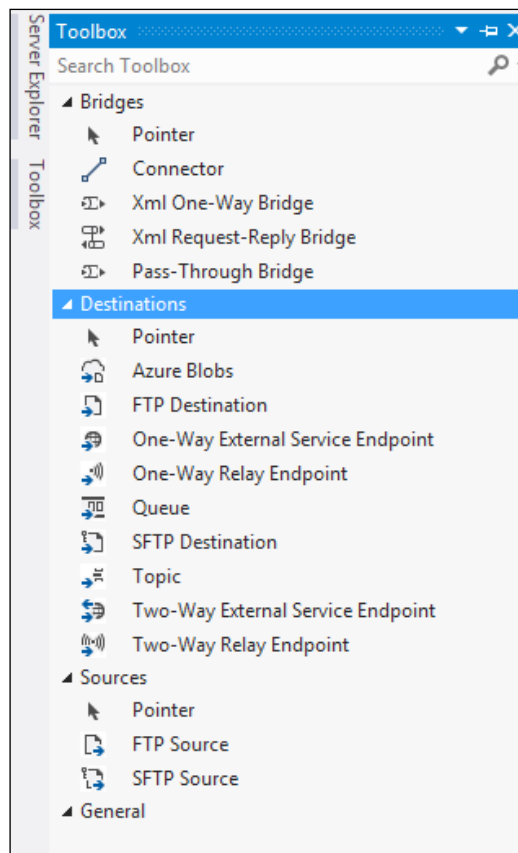 Server Explorer
Toolbox
Toolbox
Search Toolbox
Bridges
Pointer
Connector
Xml One-Way Bridge
Xml Request-Reply Bridge
Pass-Through Bridge
Destinations
Pointer
Azure Blobs
FTP Destination
One-Way External Service Endpoint
One-Way Relay Endpoint
Queue
SFTP Destination
Topic
Two-Way External Service Endpoint
Two-Way Relay Endpoint
Sources
Pointer
FTP Source
SFTP Source
General